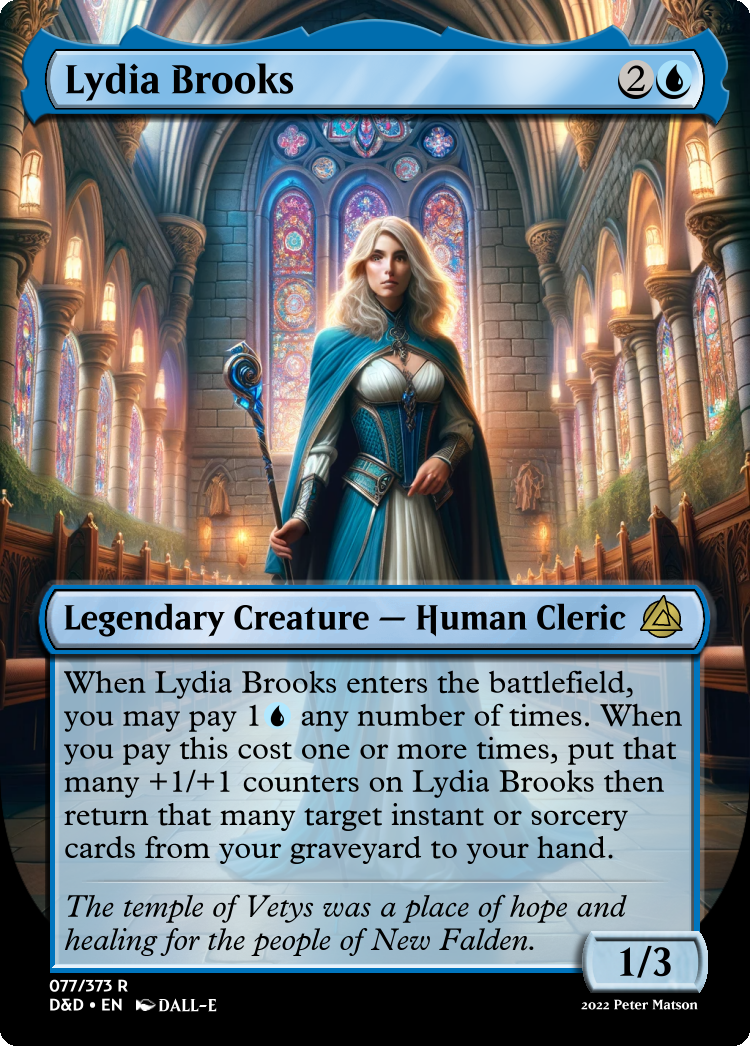 Lydia Brooks 2
Legendary Creature — Human Cleric
When Lydia Brooks enters the battlefield,
you may pay 1 any number of times. When
you pay this cost one or more times, put that
many +1/+1 counters on Lydia Brooks then
return that many target instant or sorcery
cards from your graveyard to your hand.
The temple of Vetys was a place of hope and
healing for the people of New Falden.
1/3
077/373 R
D&D • EN DALL-E
2022 Peter Matson